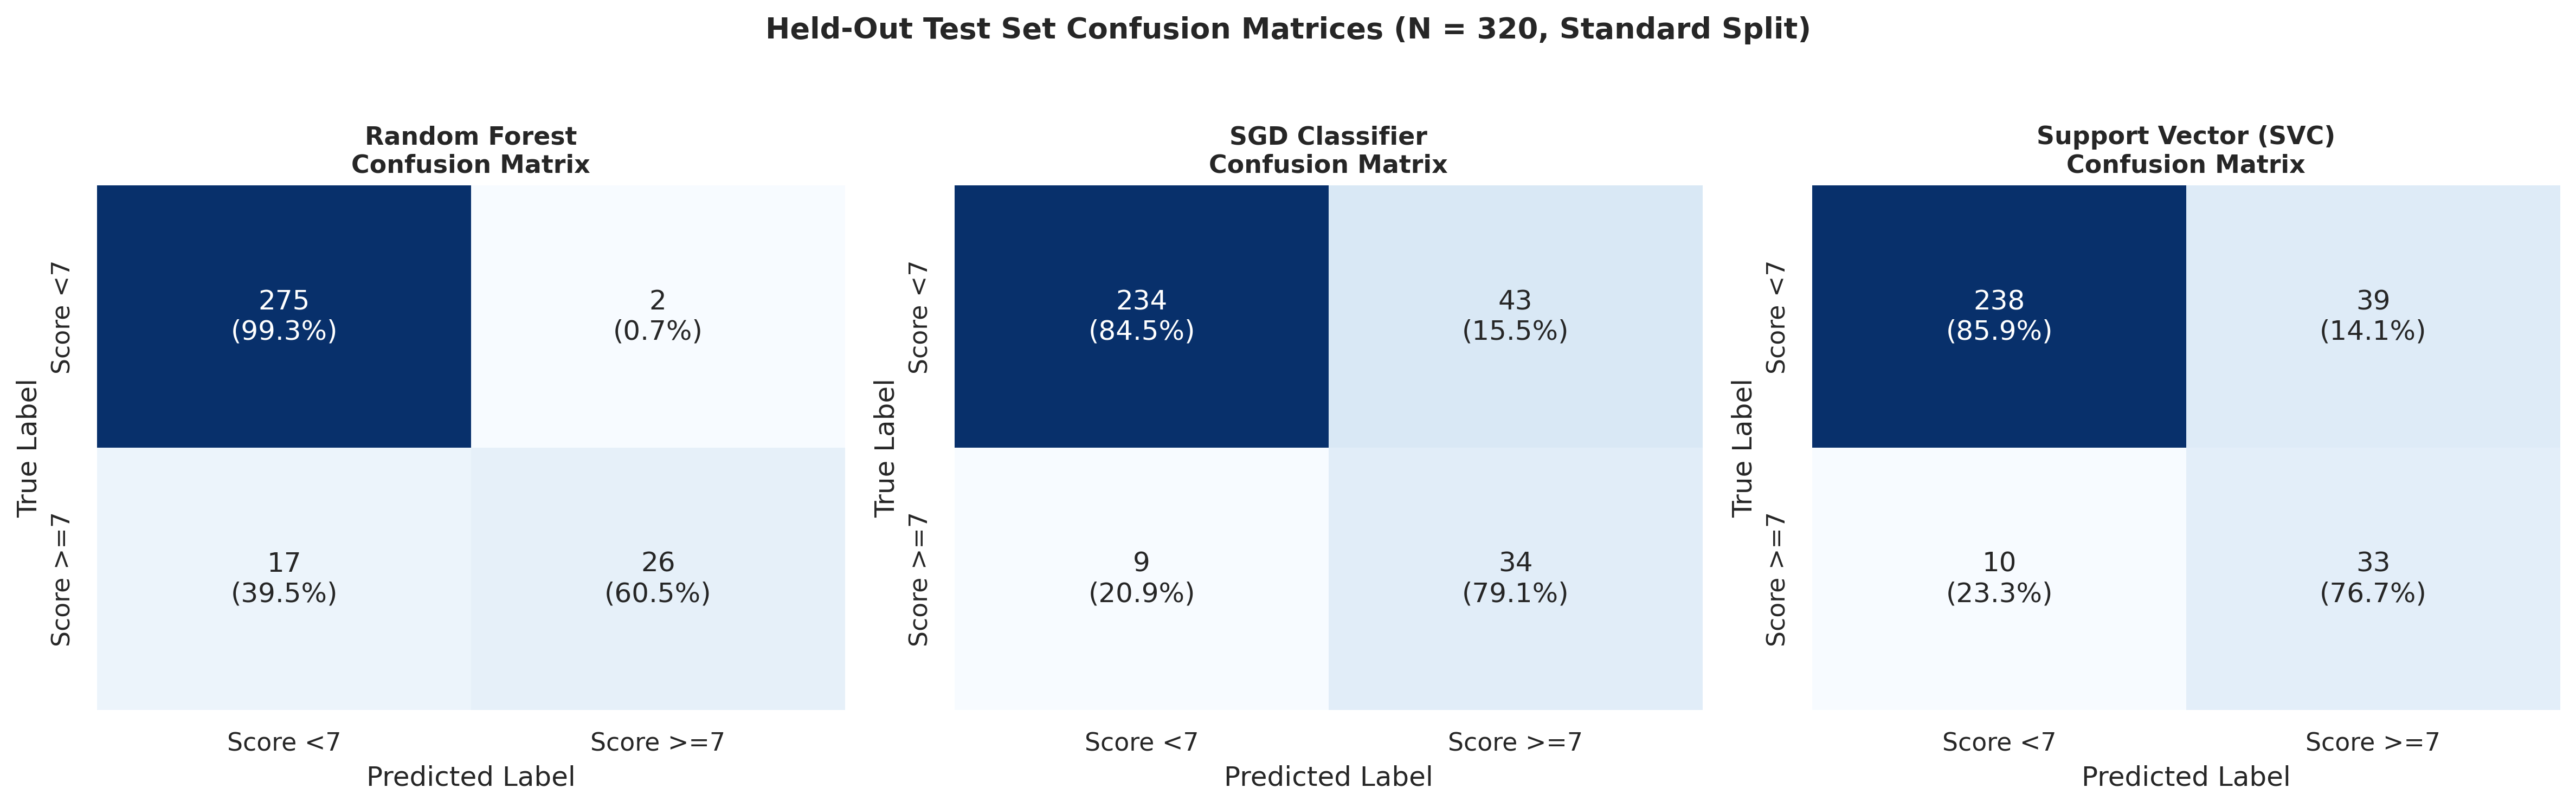 Held-Out Test Set Confusion Matrices (N = 320, Standard Split)
Random Forest
Confusion Matrix
True Label
Score <7
Score >=7
275
(99.3%)
2
(0.7%)
17
(39.5%)
26
(60.5%)
Score <7
Score >=7
Predicted Label
SGD Classifier
Confusion Matrix
True Label
Score <7
Score >=7
234
(84.5%)
43
(15.5%)
9
(20.9%)
34
(79.1%)
Score <7
Score >=7
Predicted Label
Support Vector (SVC)
Confusion Matrix
True Label
Score <7
Score >=7
238
(85.9%)
39
(14.1%)
10
(23.3%)
33
(76.7%)
Score <7
Score >=7
Predicted Label